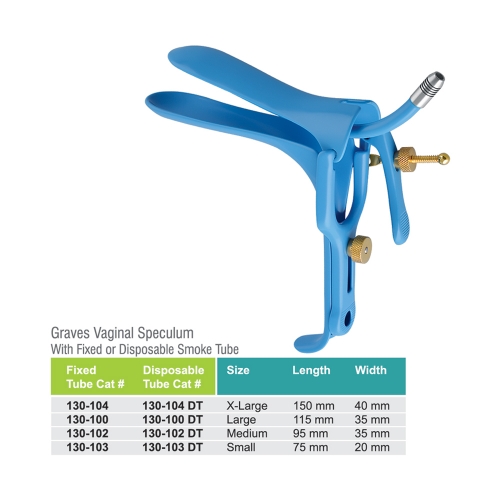 Graves Vaginal Speculum
With Fixed or Disposable Smoke Tube
Fixed Tube Cat # Disposable Tube Cat # Size Length Width
130-104 130-104 DT X-Large 150 mm 40 mm
130-100 130-100 DT Large 115 mm 35 mm
130-102 130-102 DT Medium 95 mm 35 mm
130-103 130-103 DT Small 75 mm 20 mm